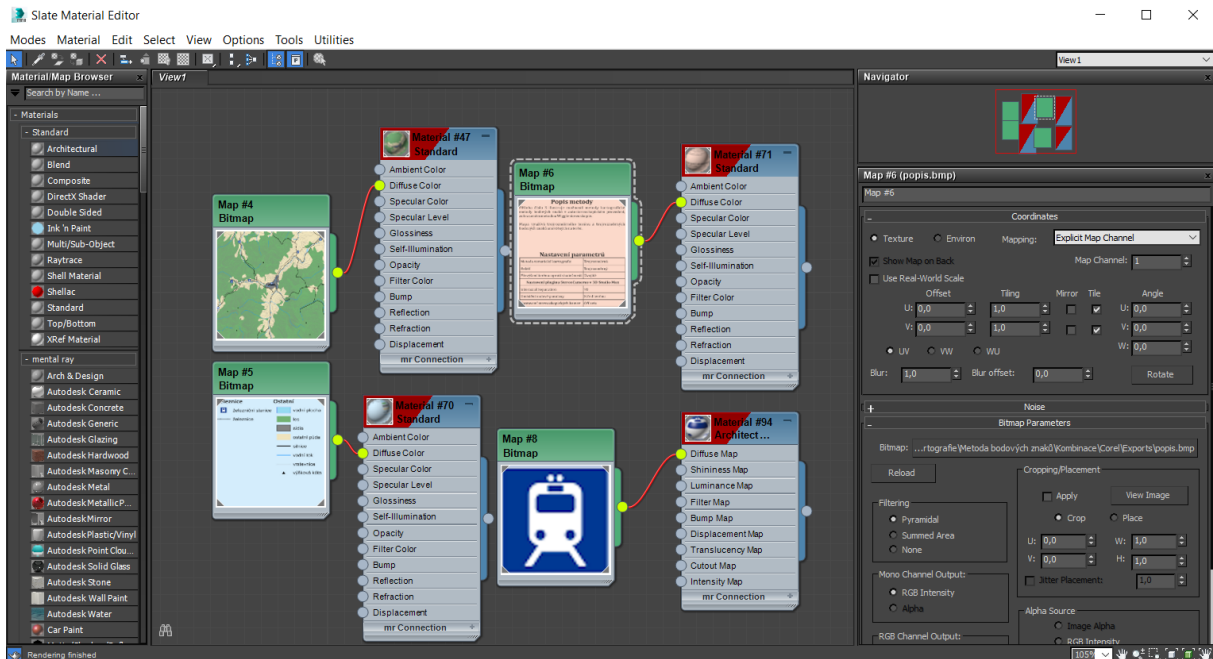 Slate Material Editor
Modes Material Edit Select View Options Tools Utilities
View1
Material/Map Browser x
Search by Name ...
- Materials
- Standard
Architectural
Blend
Composite
DirectX Shader
Double Sided
Ink 'n Paint
Multi/Sub-Object
Raytrace
Shell Material
Shellac
Standard
Top/Bottom
XRef Material
- mental ray
Arch & Design
Autodesk Ceramic
Autodesk Concrete
Autodesk Generic
Autodesk Glazing
Autodesk Hardwood
Autodesk Masonry C...
Autodesk Metal
Autodesk MetallicP...
Autodesk Mirror
Autodesk Plastic/Vinyl
Autodesk Point Clou...
Autodesk Solid Glass
Autodesk Stone
Autodesk Wall Paint
Autodesk Water
Car Paint
Rendering finished
View1
Map #4
Bitmap
Material #47
Standard
Ambient Color
Diffuse Color
Specular Color
Specular Level
Glossiness
Self-Illumination
Opacity
Filter Color
Bump
Reflection
Refraction
Displacement
mr Connection +
Map #6
Bitmap
Popis metody
Nastavení parametrů
Material #71
Standard
Ambient Color
Diffuse Color
Specular Color
Specular Level
Glossiness
Self-Illumination
Opacity
Filter Color
Bump
Reflection
Refraction
Displacement
mr Connection +
Map #5
Bitmap
Ostatní
Material #70
Standard
Ambient Color
Diffuse Color
Specular Color
Specular Level
Glossiness
Self-Illumination
Opacity
Filter Color
Bump
Reflection
Refraction
Displacement
mr Connection +
Map #8
Bitmap
Material #94
Architect...
Diffuse Map
Shininess Map
Luminance Map
Filter Map
Bump Map
Displacement Map
Translucency Map
Cutout Map
Intensity Map
mr Connection +
Navigator x
Map #6 (popis.bmp) x
Map #6
- Coordinates
Texture Environ Mapping: Explicit Map Channel
Show Map on Back Map Channel: 1
Use Real-World Scale
Offset Tiling Mirror Tile Angle
U: 0,0 1,0 U: 0,0
V: 0,0 1,0 V: 0,0
W: 0,0
UV VW WU
Blur: 1,0 Blur offset: 0,0 Rotate
+ Noise
- Bitmap Parameters
Bitmap: ...rtografie\Metoda bodových znaků\Kombinace\Corel\Exports\popis.bmp
Reload
Cropping/Placement
Apply View Image
Crop Place
U: 0,0 W: 1,0
V: 0,0 H: 1,0
Jitter Placement: 1,0
Filtering
Pyramidal
Summed Area
None
Mono Channel Output:
RGB Intensity
Alpha
Alpha Source
Image Alpha
RGB Intensity
RGB Channel Output:
105%